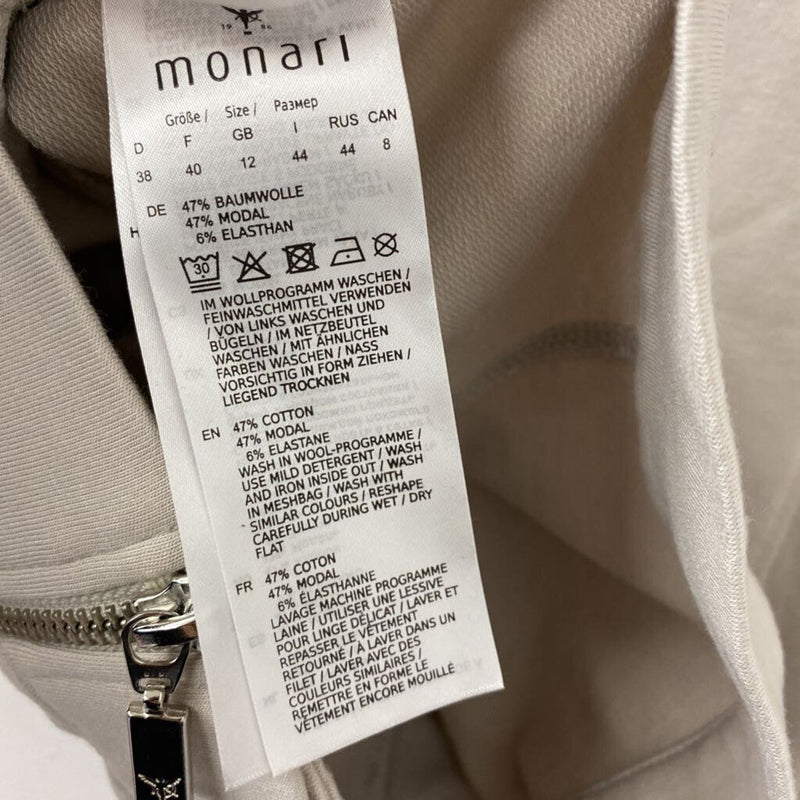 19 86
monari
Größe / Size / Размер
D F GB I RUS CAN
38 40 12 44 44 8
DE 47% BAUMWOLLE
47% MODAL
6% ELASTHAN
30
IM WOLLPROGRAMM WASCHEN /
FEINWASCHMITTEL VERWENDEN
/ VON LINKS WASCHEN UND
BÜGELN / IM NETZBEUTEL
WASCHEN / MIT ÄHNLICHEN
FARBEN WASCHEN / NASS
VORSICHTIG IN FORM ZIEHEN /
LIEGEND TROCKNEN
EN 47% COTTON
47% MODAL
6% ELASTANE
WASH IN WOOL-PROGRAMME /
USE MILD DETERGENT / WASH
AND IRON INSIDE OUT / WASH
IN MESHBAG / WASH WITH
SIMILAR COLOURS / RESHAPE
CAREFULLY DURING WET / DRY
FLAT
FR 47% COTON
47% MODAL
6% ÉLASTHANNE
LAVAGE MACHINE PROGRAMME
LAINE / UTILISER UNE LESSIVE
POUR LINGE DÉLICAT / LAVER ET
REPASSER LE VÊTEMENT
RETOURNÉ / LAVER DANS UN
FILET / LAVER AVEC DES
COULEURS SIMILAIRES /
REMETTRE EN FORME LE
VÊTEMENT ENCORE MOUILLÉ